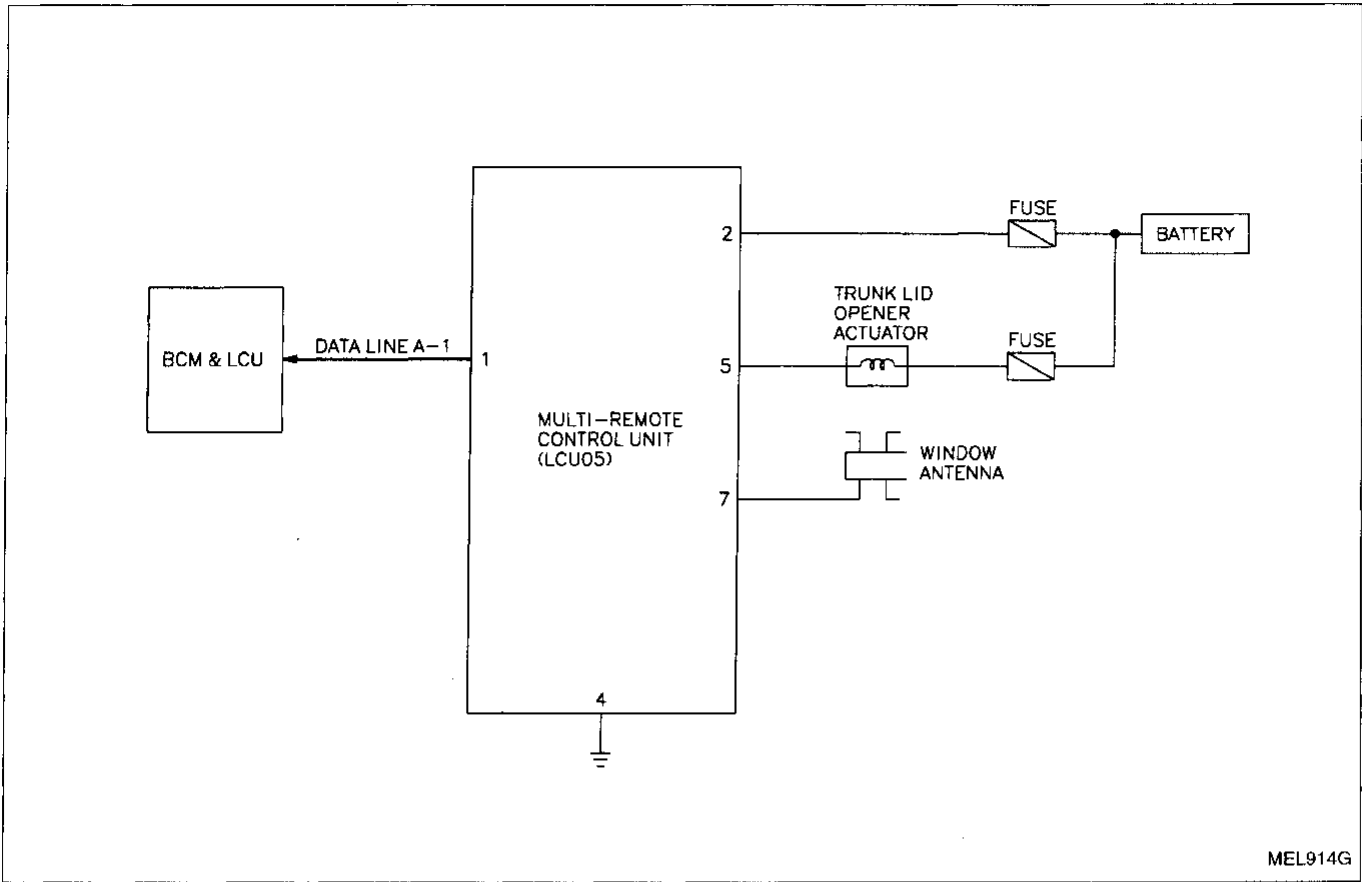 FUSE
2
BATTERY
TRUNK LID
OPENER
ACTUATOR
FUSE
BCM & LCU
DATA LINE A-1
1
5
MULTI-REMOTE
CONTROL UNIT
(LCU05)
WINDOW
ANTENNA
7
4
MEL914G